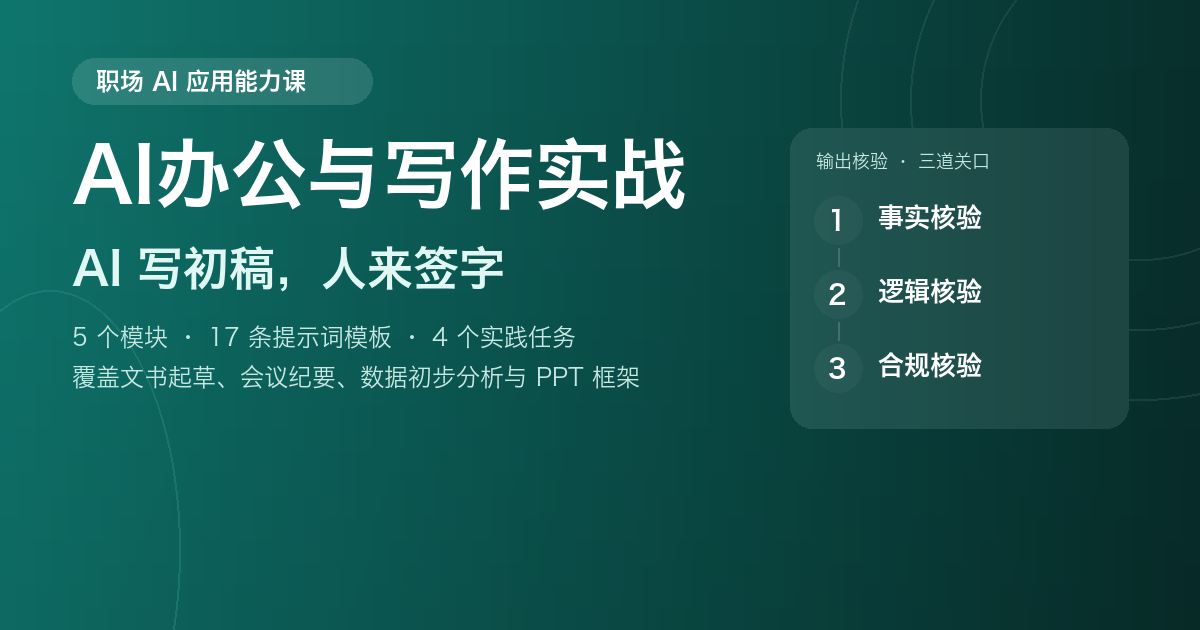 职场 AI 应用能力课
AI办公与写作实战
AI 写初稿，人来签字
5 个模块 · 17 条提示词模板 · 4 个实践任务
覆盖文书起草、会议纪要、数据初步分析与 PPT 框架
输出核验 · 三道关口
1 事实核验
2 逻辑核验
3 合规核验